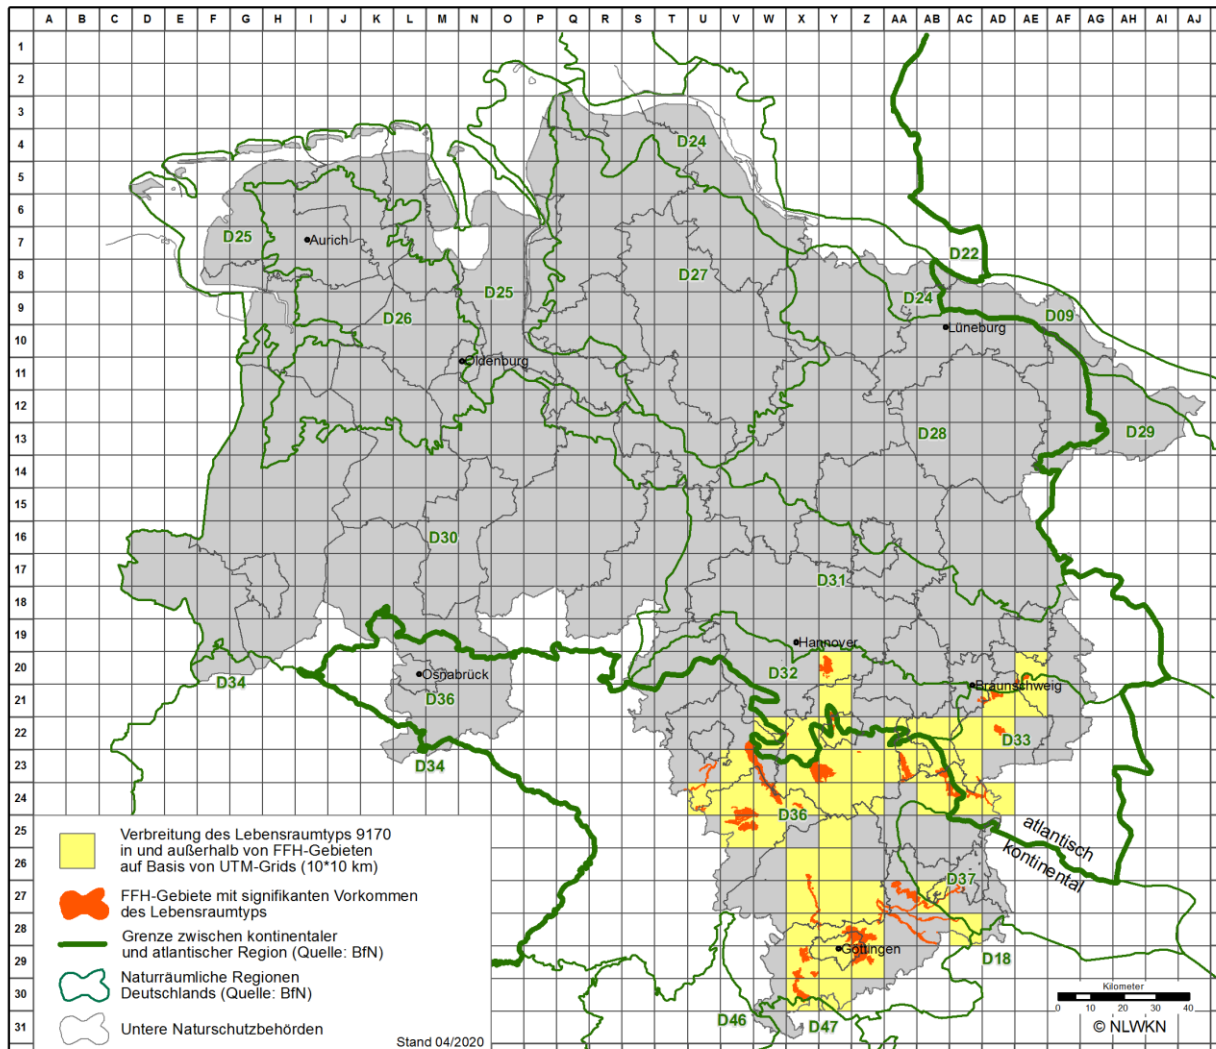 A B C D E F G H I J K L M N O P Q R S T U V W X Y Z AA AB AC AD AE AF AG AH AI AJ
1
2
3
4
D24
5
6
7
D25
Aurich
D22
8
D27
D25
D24
9
D26
D09
Lüneburg
10
Oldenburg
11
12
13
D28
D29
14
15
16
D30
17
D31
18
19
Hannover
20
D32
Osnabrück
D34
Braunschweig
21
D36
22
D33
D34
23
24
D36
25
atlantisch
kontinental
26
27
D37
28
Göttingen
29
D18
30
31
D46
D47
Verbreitung des Lebensraumtyps 9170
in und außerhalb von FFH-Gebieten
auf Basis von UTM-Grids (10*10 km)
FFH-Gebiete mit signifikanten Vorkommen
des Lebensraumtyps
Grenze zwischen kontinentaler
und atlantischer Region (Quelle: BfN)
Naturräumliche Regionen
Deutschlands (Quelle: BfN)
Untere Naturschutzbehörden
Stand 04/2020
Kilometer
0 10 20 30 40
© NLWKN